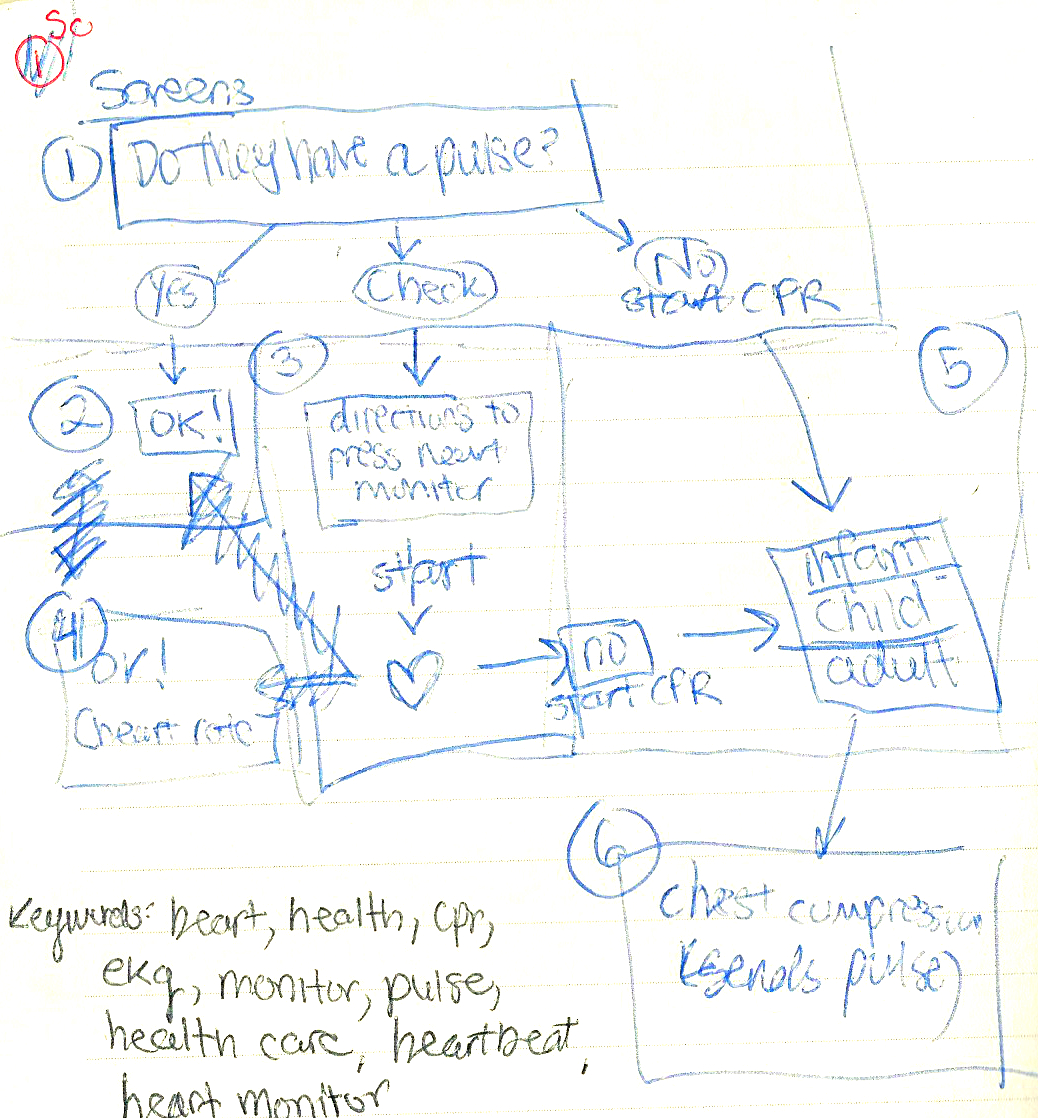 Sc
1
Screens
1 Do they have a pulse?
Yes
Check
No
start CPR
3
5
2 OK!
directions to
press heart
monitor
start
infant
child
adult
4
or!
no
start CPR
(heart rate
6
chest compression
(sends pulse)
Keywords: heart, health, cpr,
ekg, monitor, pulse,
health care, heartbeat,
heart monitor